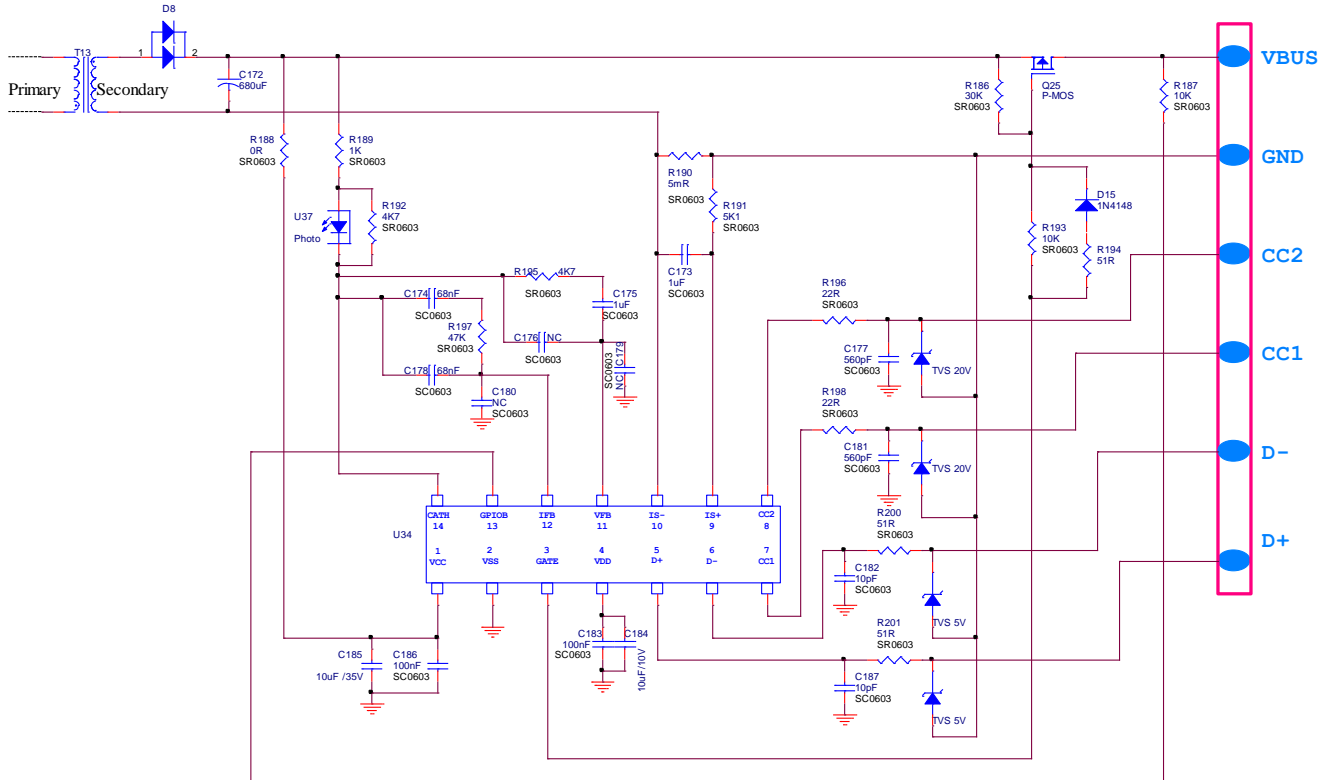 D8
T13
1
2
Primary
Secondary
C172
680uF
VBUS
R186
30K
SR0603
Q25
P-MOS
R187
10K
SR0603
R188
0R
SR0603
R189
1K
SR0603
R190
5mR
SR0603
GND
R191
5K1
SR0603
R192
4K7
SR0603
U37
Photo
D15
1N4148
R193
10K
SR0603
R194
51R
CC2
C173
1uF
SC0603
R195
4K7
SR0603
C174
68nF
SC0603
C175
1uF
SC0603
R196
22R
SR0603
R197
47K
SR0603
C176
NC
SC0603
C177
560pF
SC0603
TVS 20V
CC1
C178
68nF
SC0603
C179
NC
SC0603
C180
NC
SC0603
R198
22R
SR0603
C181
560pF
SC0603
TVS 20V
D-
CATH
14
GPIOB
13
IFB
12
VFB
11
IS-
10
IS+
9
CC2
8
U34
1
VCC
2
VSS
3
GATE
4
VDD
5
D+
6
D-
7
CC1
R200
51R
SR0603
D+
C182
10pF
SC0603
TVS 5V
R201
51R
SR0603
C183
100nF
SC0603
C184
10uF/10V
C185
10uF /35V
C186
100nF
SC0603
C187
10pF
SC0603
TVS 5V